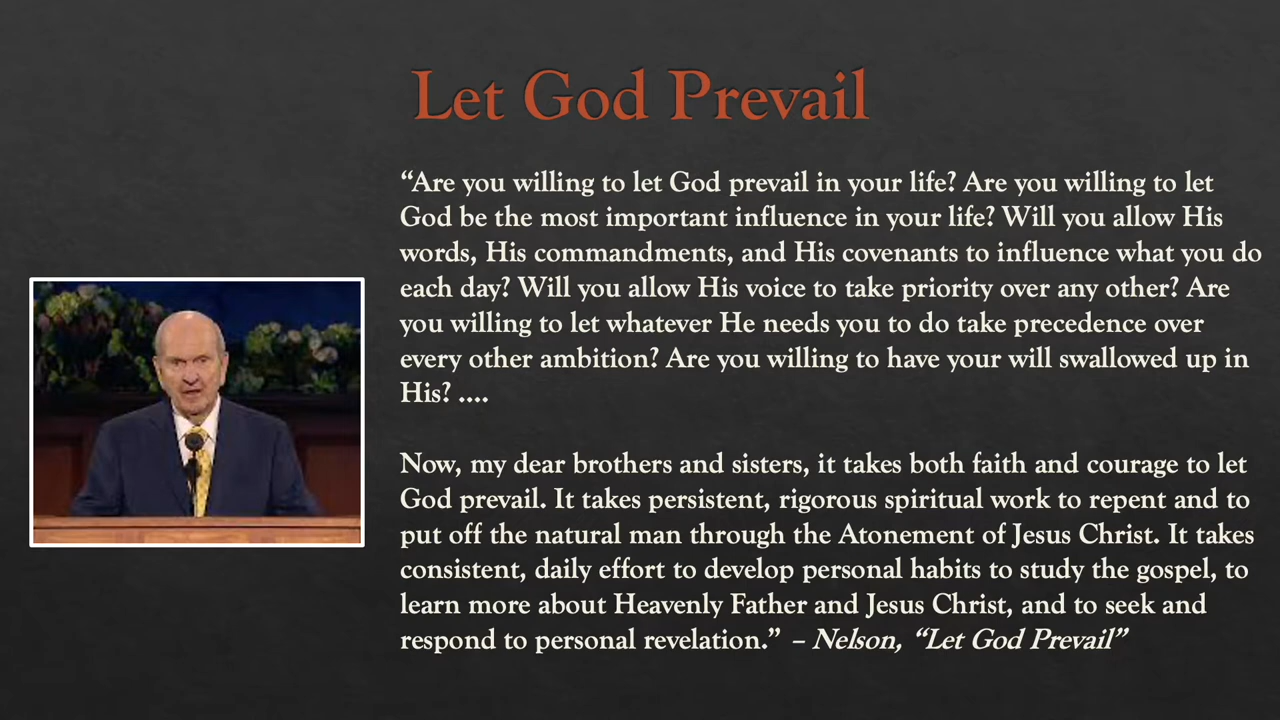 Let God Prevail
“Are you willing to let God prevail in your life? Are you willing to let
God be the most important influence in your life? Will you allow His
words, His commandments, and His covenants to influence what you do
each day? Will you allow His voice to take priority over any other? Are
you willing to let whatever He needs you to do take precedence over
every other ambition? Are you willing to have your will swallowed up in
His? ....
Now, my dear brothers and sisters, it takes both faith and courage to let
God prevail. It takes persistent, rigorous spiritual work to repent and to
put off the natural man through the Atonement of Jesus Christ. It takes
consistent, daily effort to develop personal habits to study the gospel, to
learn more about Heavenly Father and Jesus Christ, and to seek and
respond to personal revelation.” – Nelson, “Let God Prevail”